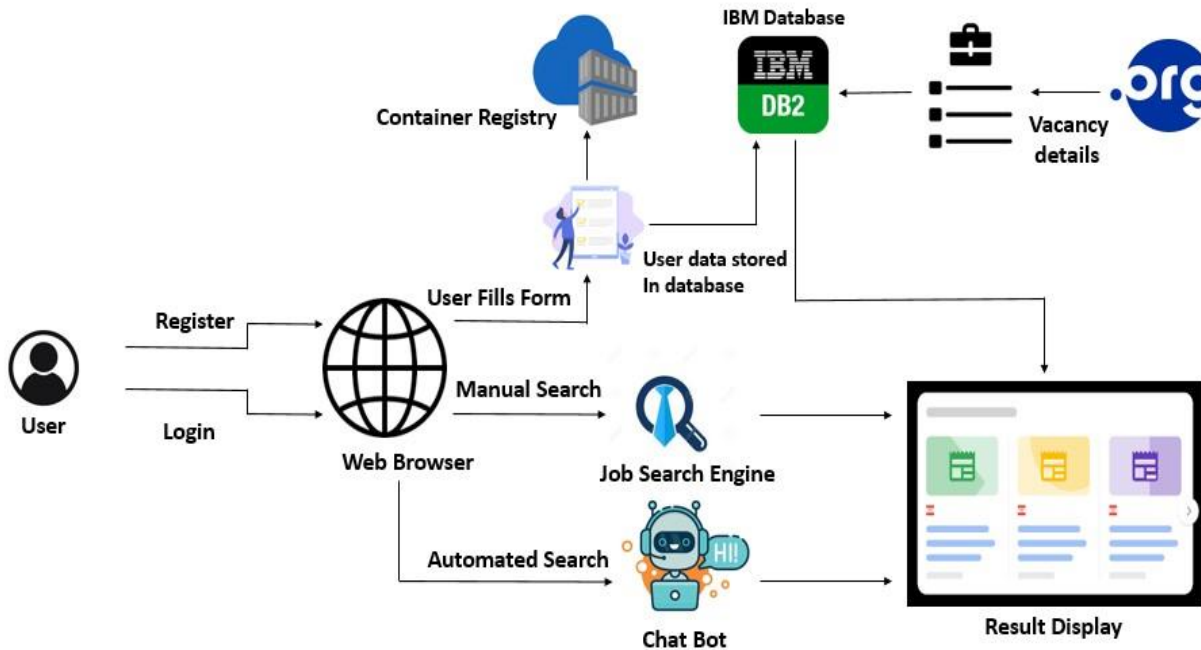 IBM Database
IBM
DB2
.org
Container Registry
Vacancy
details
User data stored
In database
User Fills Form
Register
Manual Search
User
Login
Web Browser
Job Search Engine
HI!
Automated Search
Chat Bot
Result Display